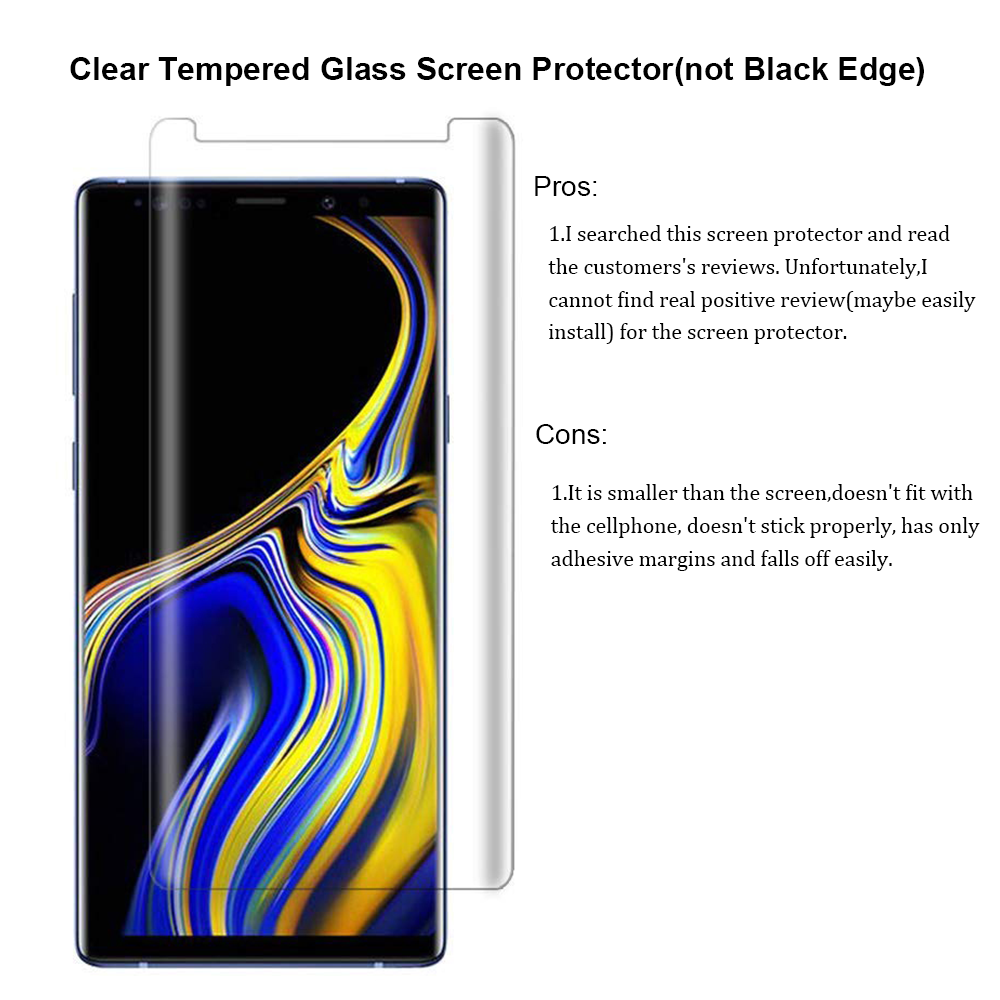 Clear Tempered Glass Screen Protector(not Black Edge)
Pros:
1.I searched this screen protector and read
the customers's reviews. Unfortunately,I
cannot find real positive review(maybe easily
install) for the screen protector.
Cons:
1.It is smaller than the screen,doesn't fit with
the cellphone, doesn't stick properly, has only
adhesive margins and falls off easily.